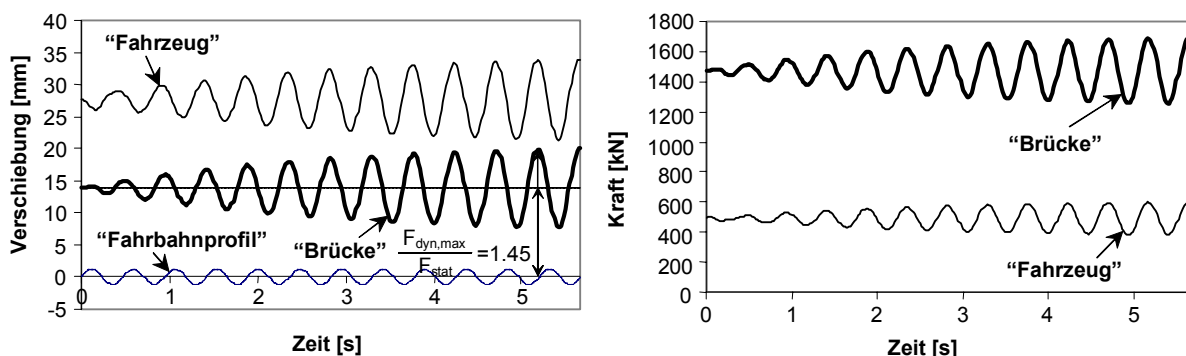 Verschiebung [mm]
40
35
30
25
20
15
10
5
0
-5
“Fahrzeug”
“Fahrbahnprofil”
“Brücke”
F dyn,max
F stat
=1.45
0 1 2 3 4 5
Zeit [s]
Kraft [kN]
1800
1600
1400
1200
1000
800
600
400
200
0
“Brücke”
“Fahrzeug”
0 1 2 3 4 5
Zeit [s]